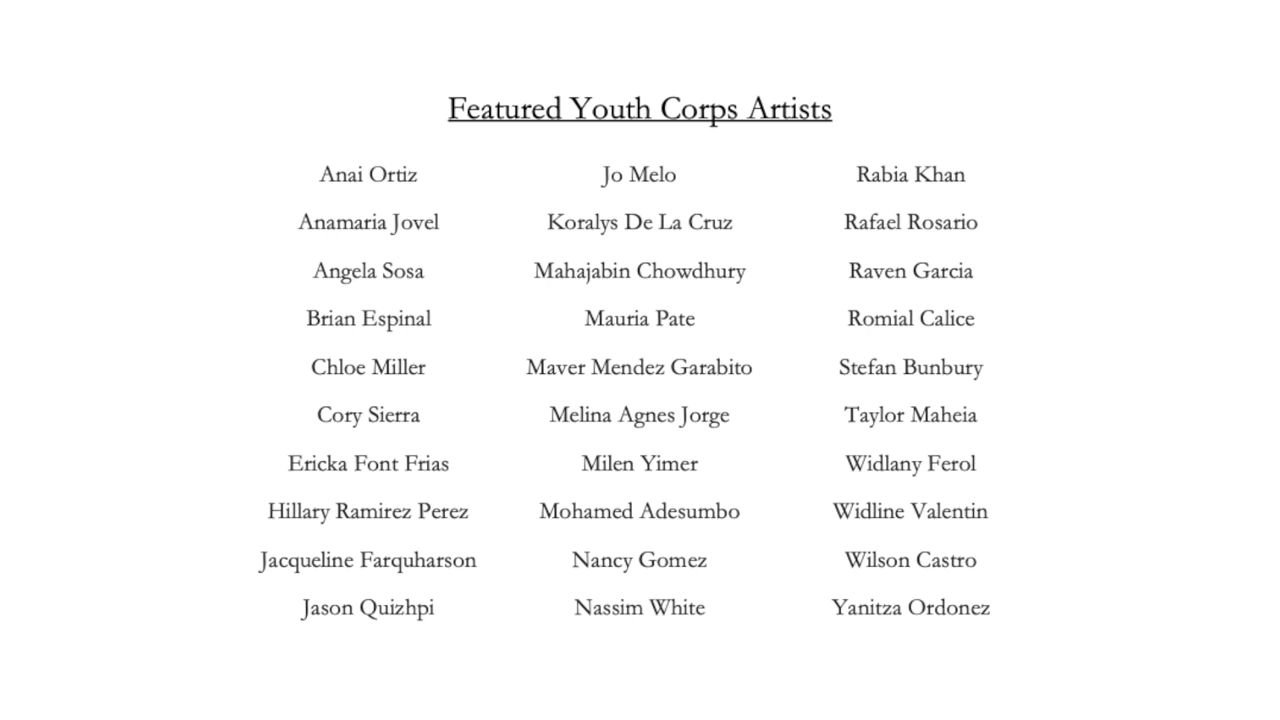 Featured Youth Corps Artists
Anai Ortiz
Anamaria Jovel
Angela Sosa
Brian Espinal
Chloe Miller
Cory Sierra
Ericka Font Frias
Hillary Ramirez Perez
Jacqueline Farquharson
Jason Quizhpi
Jo Melo
Koralys De La Cruz
Mahajabin Chowdhury
Mauria Pate
Maver Mendez Garabito
Melina Agnes Jorge
Milen Yimer
Mohamed Adesumbo
Nancy Gomez
Nassim White
Rabia Khan
Rafael Rosario
Raven Garcia
Romial Calice
Stefan Bunbury
Taylor Maheia
Widlany Ferol
Widline Valentin
Wilson Castro
Yanitza Ordonez